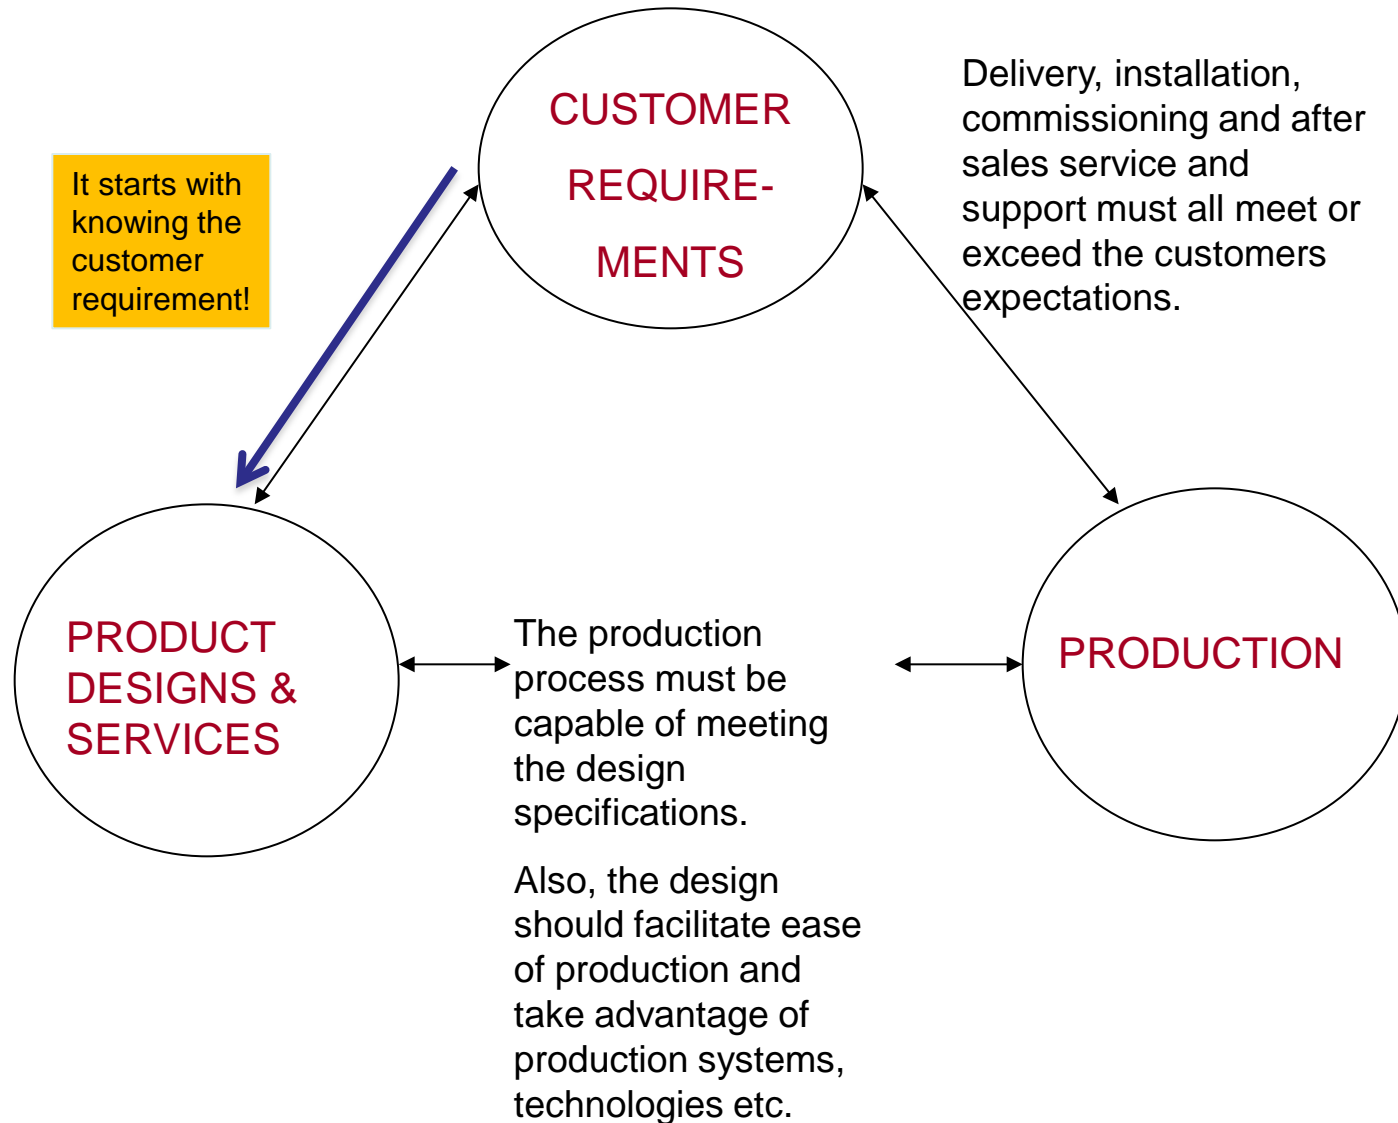 CUSTOMER
REQUIRE-
MENTS
Delivery, installation,
commissioning and after
sales service and
support must all meet or
exceed the customers
expectations.
It starts with
knowing the
customer
requirement!
PRODUCT
DESIGNS &
SERVICES
The production
process must be
capable of meeting
the design
specifications.
Also, the design
should facilitate ease
of production and
take advantage of
production systems,
technologies etc.
PRODUCTION